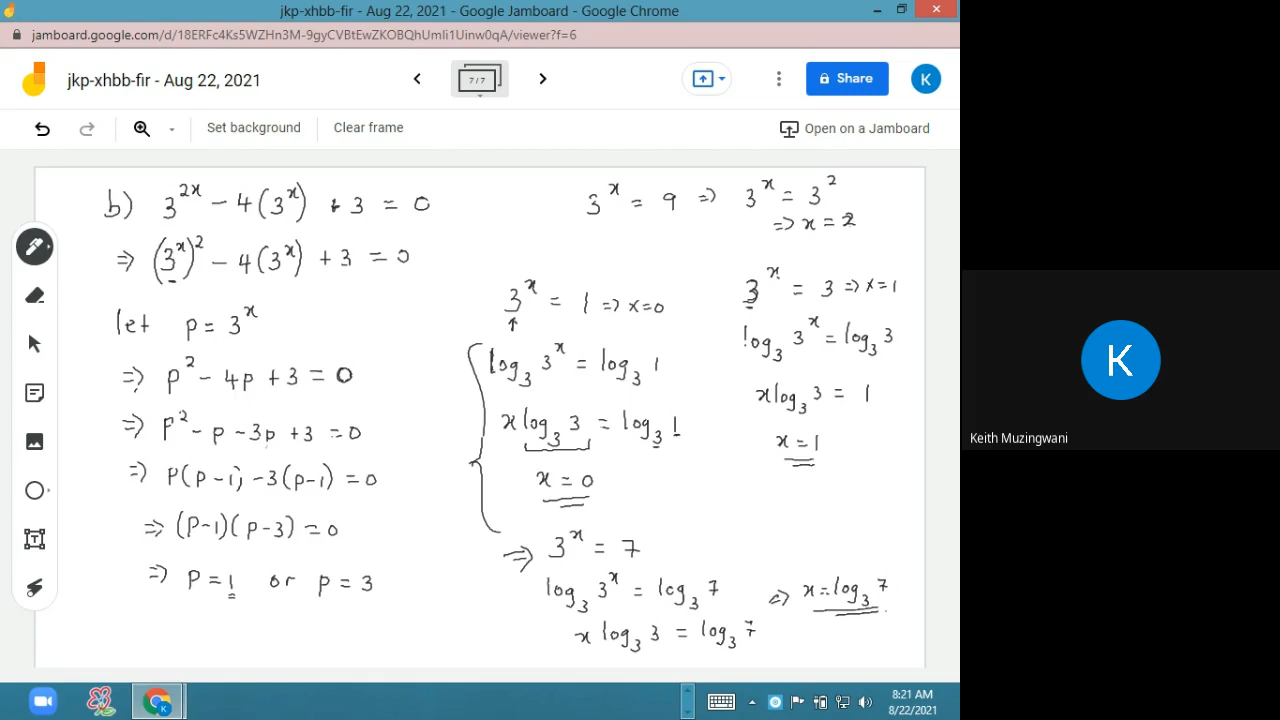 jkp-xhbb-fir - Aug 22, 2021 - Google Jamboard - Google Chrome
jamboard.google.com/d/18ERFc4Ks5WZHn3M-9gyCVBtEwZKOBQhUmIi1Uinw0qA/viewer?f=6
jkp-xhbb-fir - Aug 22, 2021
7 / 7
Share
K
Set background
Clear frame
Open on a Jamboard
b) 3^{2x} - 4(3^x) + 3 = 0
⇒ (3^x)^2 - 4(3^x) + 3 = 0
let p = 3^x
⇒ p^2 - 4p + 3 = 0
⇒ p^2 - p - 3p + 3 = 0
⇒ p(p-1) - 3(p-1) = 0
⇒ (p-1)(p-3) = 0
⇒ p = 1 or p = 3
3^x = 9 ⇒ 3^x = 3^2
⇒ x = 2
3^x = 1 ⇒ x = 0
log_3 3^x = log_3 1
x log_3 3 = log_3 1
x = 0
3^x = 3 ⇒ x = 1
log_3 3^x = log_3 3
x log_3 3 = 1
x = 1
⇒ 3^x = 7
log_3 3^x = log_3 7
x log_3 3 = log_3 7
⇒ x = log_3 7
K
Keith Muzingwani
8:21 AM
8/22/2021